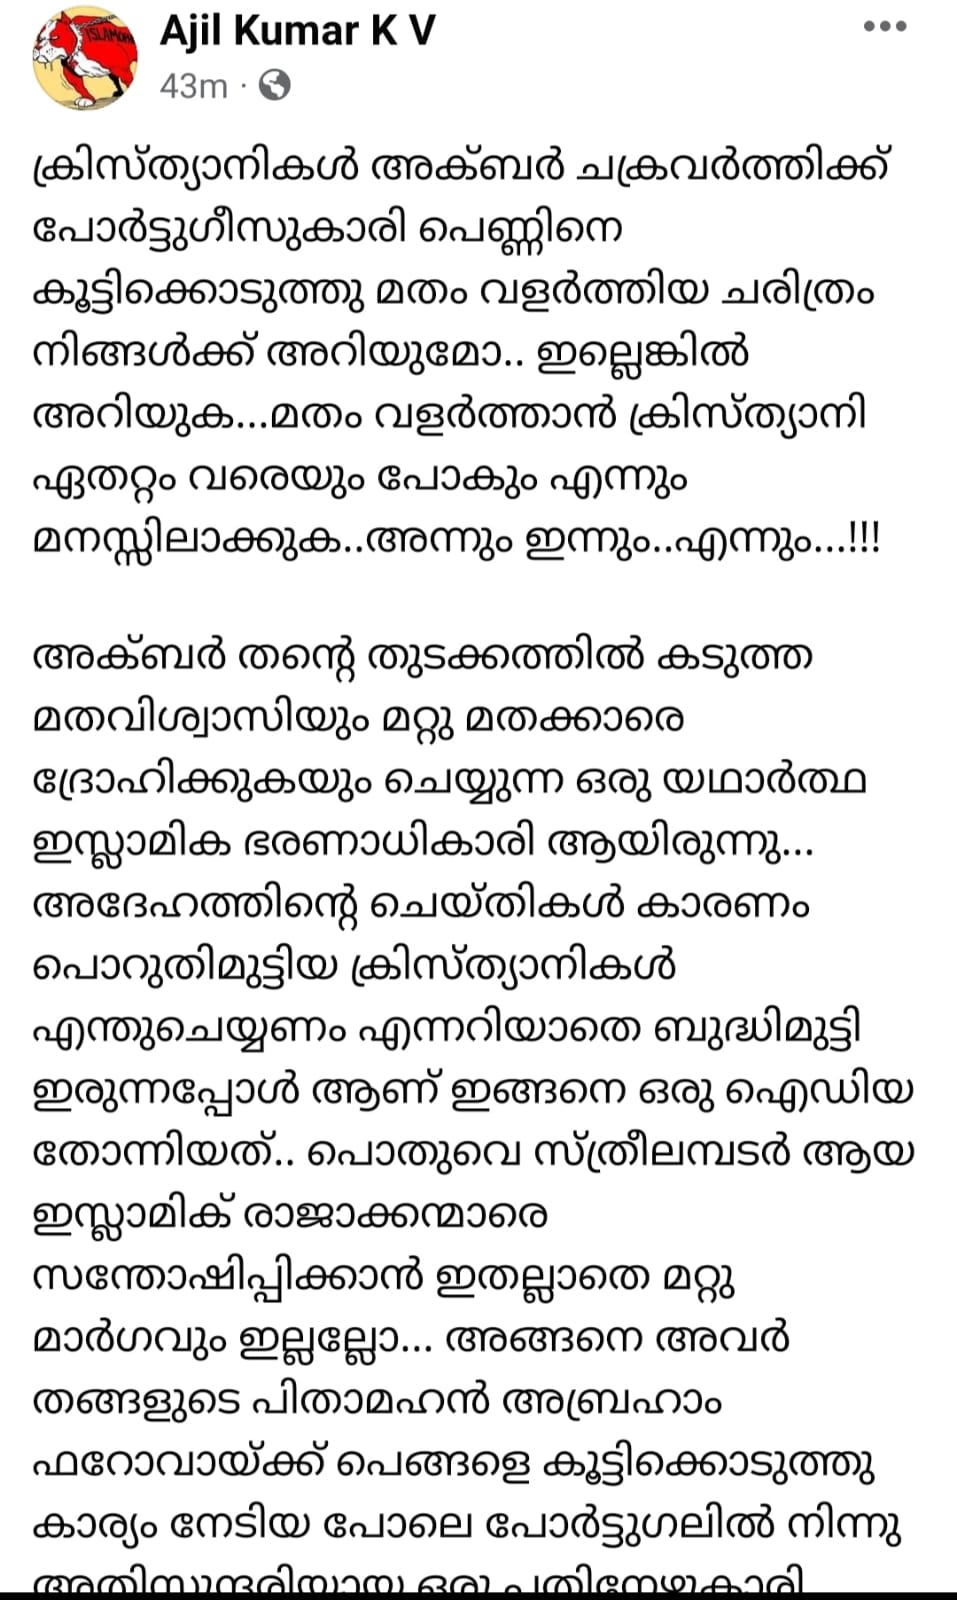 ISLAMOPH
Ajil Kumar K V
43m ·
ക്രിസ്ത്യാനികൾ അക്ബർ ചക്രവർത്തിക്ക്
പോർട്ടുഗീസുകാരി പെണ്ണിനെ
കൂട്ടിക്കൊടുത്തു മതം വളർത്തിയ ചരിത്രം
നിങ്ങൾക്ക് അറിയുമോ.. ഇല്ലെങ്കിൽ
അറിയുക...മതം വളർത്താൻ ക്രിസ്ത്യാനി
ഏതറ്റം വരെയും പോകും എന്നും
മനസ്സിലാക്കുക..അന്നും ഇന്നും..എന്നും...!!!
അക്ബർ തന്റെ തുടക്കത്തിൽ കടുത്ത
മതവിശ്വാസിയും മറ്റു മതക്കാരെ
ദ്രോഹിക്കുകയും ചെയ്യുന്ന ഒരു യഥാർത്ഥ
ഇസ്ലാമിക ഭരണാധികാരി ആയിരുന്നു...
അദേഹത്തിന്റെ ചെയ്തികൾ കാരണം
പൊറുതിമുട്ടിയ ക്രിസ്ത്യാനികൾ
എന്തുചെയ്യണം എന്നറിയാതെ ബുദ്ധിമുട്ടി
ഇരുന്നപ്പോൾ ആണ് ഇങ്ങനെ ഒരു ഐഡിയ
തോന്നിയത്.. പൊതുവെ സ്ത്രീലമ്പടർ ആയ
ഇസ്ലാമിക് രാജാക്കന്മാരെ
സന്തോഷിപ്പിക്കാൻ ഇതല്ലാതെ മറ്റു
മാർഗവും ഇല്ലല്ലോ... അങ്ങനെ അവർ
തങ്ങളുടെ പിതാമഹൻ അബ്രഹാം
ഫറോവായ്ക്ക് പെങ്ങളെ കൂട്ടിക്കൊടുത്തു
കാര്യം നേടിയ പോലെ പോർട്ടുഗലിൽ നിന്നു
അതിസുന്ദരിയായ ഒരു പതിനേഴുകാരി